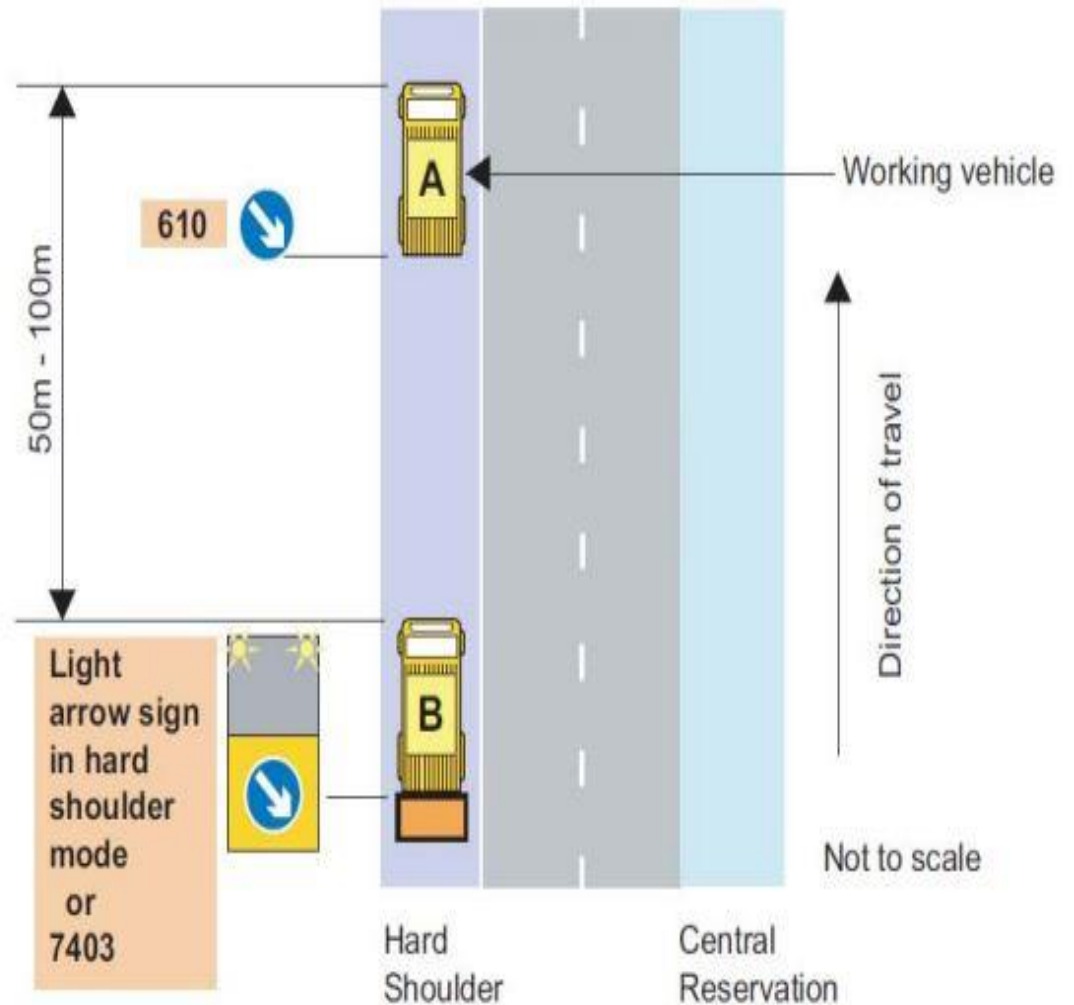 A
Working vehicle
610
50m - 100m
Direction of travel
Light
arrow sign
in hard
shoulder
mode
or
7403
B
Not to scale
Hard
Shoulder
Central
Reservation